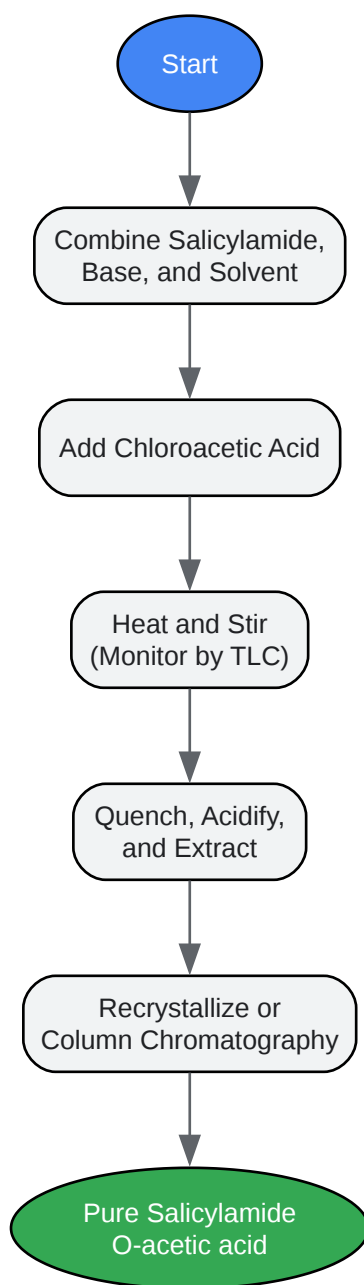 Start
Combine Salicylamide,
Base, and Solvent
Add Chloroacetic Acid
Heat and Stir
(Monitor by TLC)
Quench, Acidify,
and Extract
Recrystallize or
Column Chromatography
Pure Salicylamide
O-acetic acid